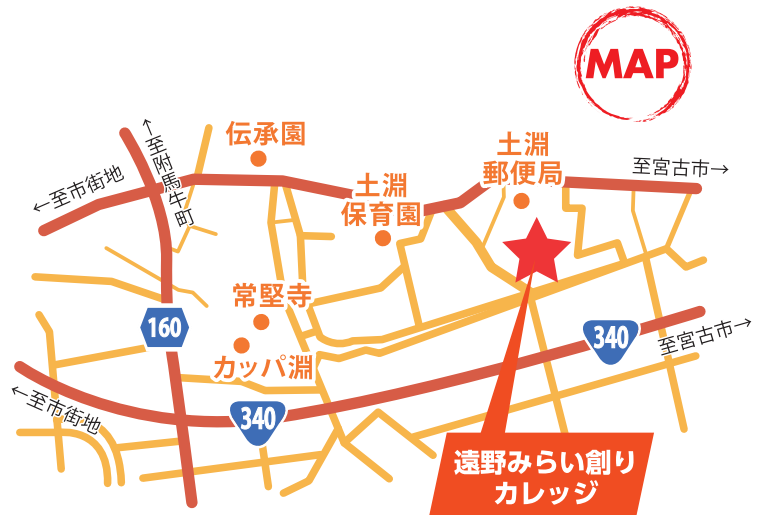 MAP
伝承園
土淵
郵便局
至宮古市→
←至附馬牛町
←至市街地
土淵
保育園
常堅寺
160
カッパ淵
340
至宮古市→
←至市街地
340
遠野みらい創り
カレッジ